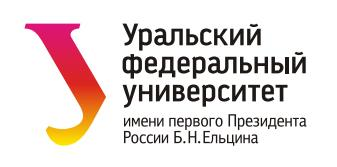 У
Уральский
федеральный
университет
имени первого Президента
России Б.Н.Ельцина